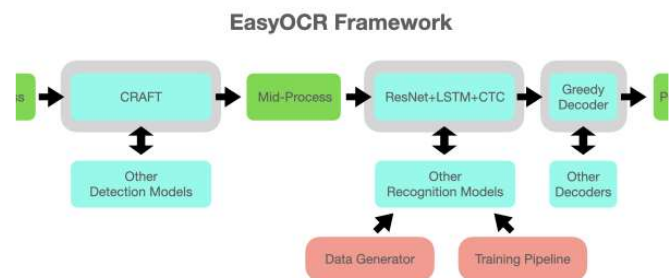 EasyOCR Framework
CRAFT
Mid-Process
ResNet+LSTM+CTC
Greedy
Decoder
Other
Detection Models
Other
Recognition Models
Other
Decoders
Data Generator
Training Pipeline